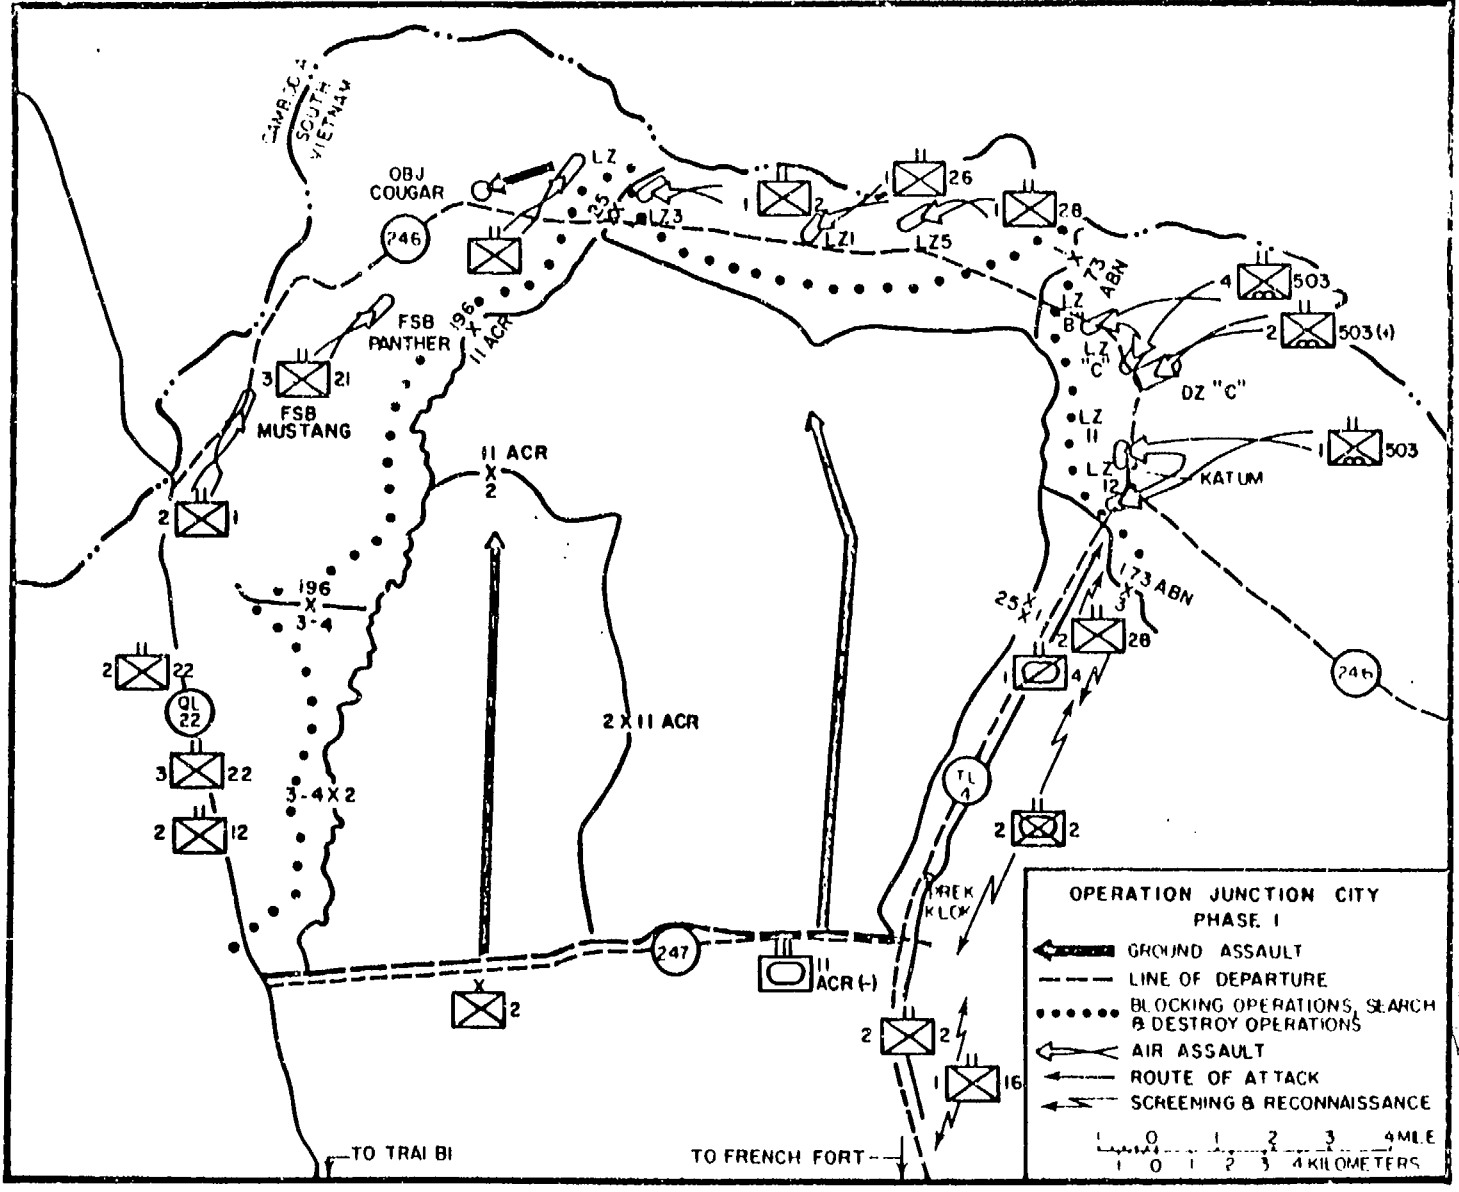 SOUTH
VIETNAM
OBJ
COUGAR
LZ
246
25
LZ3
1 2
1 26
1 28
LZ1
LZ5
173
ABN
4 503
LZ
B
2 503(+)
LZ
"C"
DZ "C"
FSB
PANTHER
196
X
11 ACR
3 21
FSB
MUSTANG
LZ
11
1 503
LZ
12
KATUM
11 ACR
X
2
2 1
196
X
3-4
173 ABN
X
3
25 X
X 1
2 28
1 4
246
2 22
QL
22
3 22
2 12
2 X 11 ACR
3-4 X 2
TL
4
2 2
PREK
KLOK
247
X
2
11
ACR (-)
2 2
1 16
TO TRAI BI
TO FRENCH FORT
OPERATION JUNCTION CITY
PHASE I
GROUND ASSAULT
LINE OF DEPARTURE
BLOCKING OPERATIONS, SEARCH
& DESTROY OPERATIONS
AIR ASSAULT
ROUTE OF ATTACK
SCREENING & RECONNAISSANCE
1 0 1 2 3 4 MILE
1 0 1 2 3 4 KILOMETERS